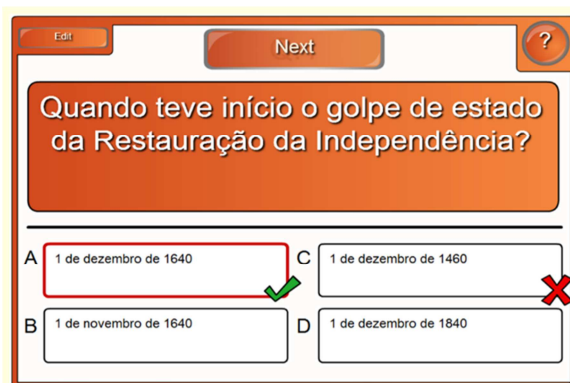 Edit
Next
?
Quando teve início o golpe de estado
da Restauração da Independência?
A
1 de dezembro de 1640
C
1 de dezembro de 1460
B
1 de novembro de 1640
D
1 de dezembro de 1840